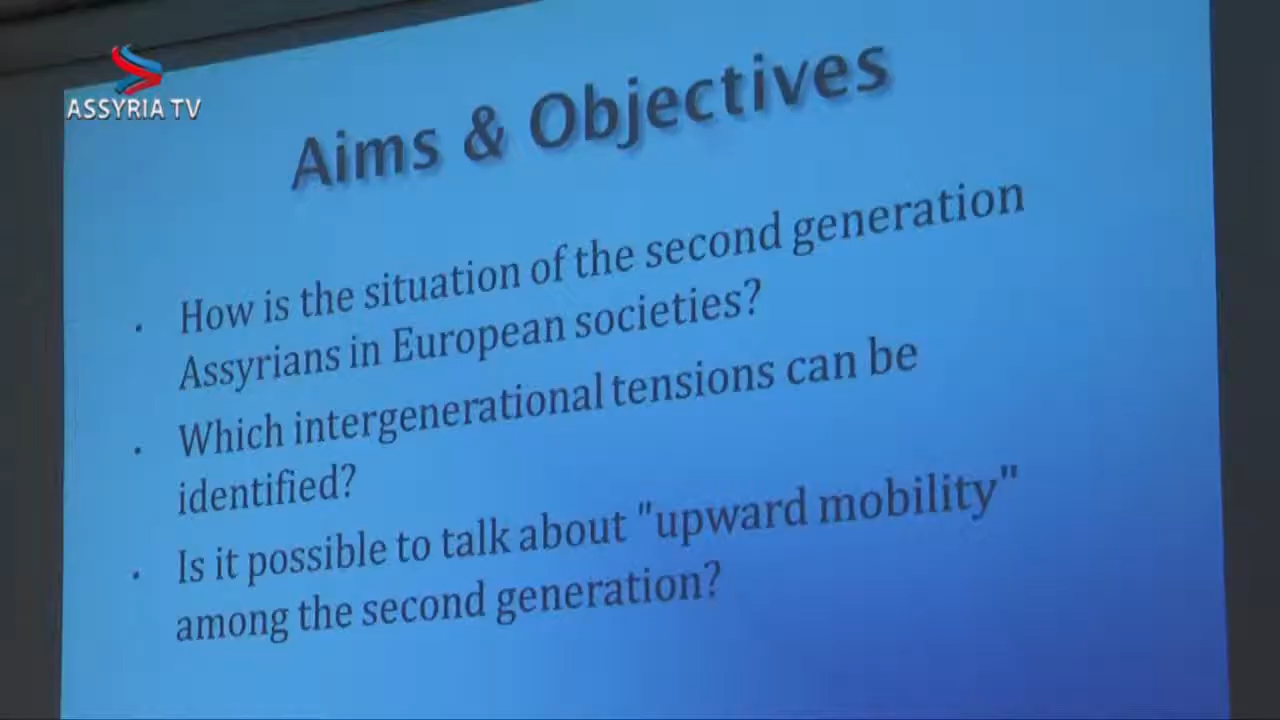 ASSYRIA TV
Aims & Objectives
· How is the situation of the second generation
Assyrians in European societies?
· Which intergenerational tensions can be
identified?
· Is it possible to talk about "upward mobility"
among the second generation?